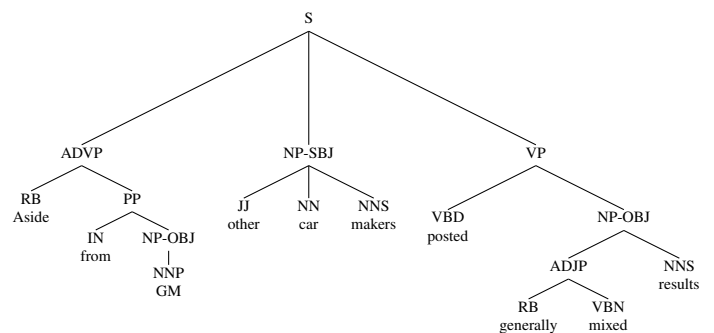 S
ADVP NP-SBJ VP
RB PP JJ NN NNS VBD NP-OBJ
Aside other car makers posted
IN NP-OBJ ADJP NNS
from results
NNP
GM
RB VBN
generally mixed